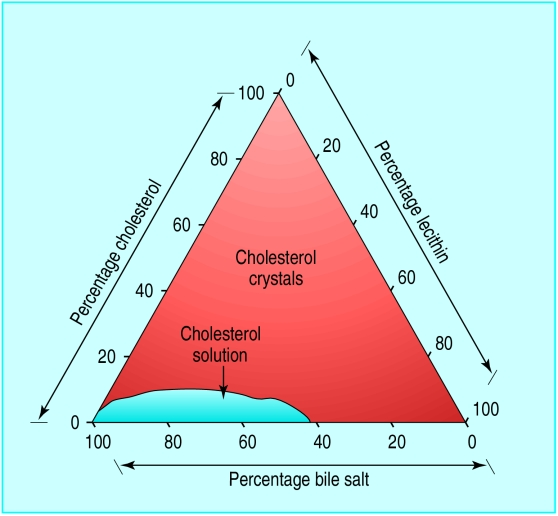 100
0
80
20
Percentage cholesterol
Percentage lecithin
60
40
Cholesterol
crystals
40
60
Cholesterol
solution
20
80
0
100
100
80
60
40
20
0
Percentage bile salt